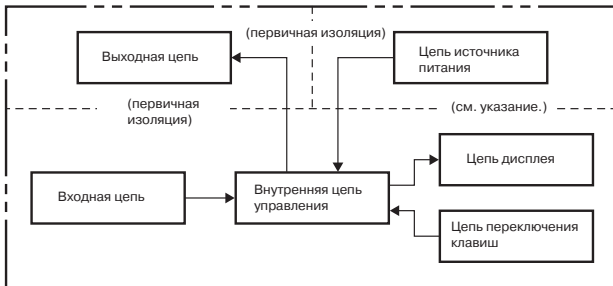 (первичная изоляция)
Выходная цепь
Цепь источника
питания
(первичная
изоляция)
(см. указание.)
Цепь дисплея
Входная цепь
Внутренняя цепь
управления
Цепь переключения
клавиш